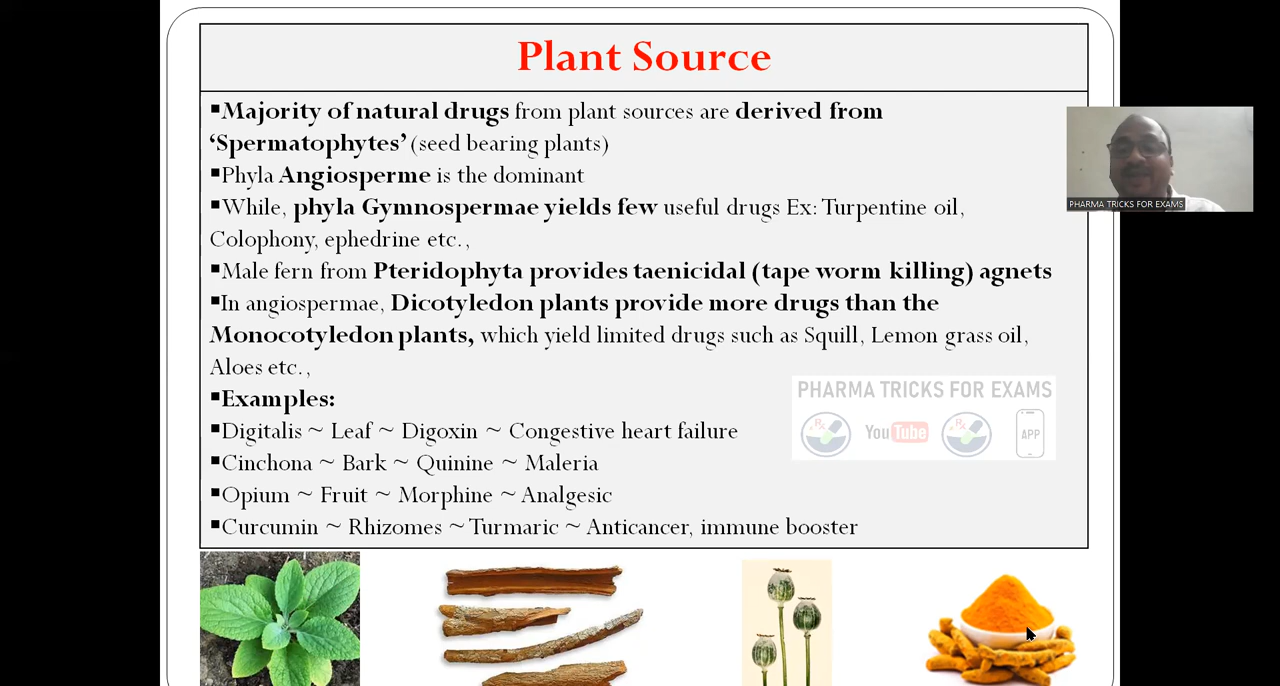 Plant Source
▪Majority of natural drugs from plant sources are derived from
‘Spermatophytes’ (seed bearing plants)
▪Phyla Angiosperme is the dominant
▪While, phyla Gymnospermae yields few useful drugs Ex: Turpentine oil,
Colophony, ephedrine etc.,
▪Male fern from Pteridophyta provides taenicidal (tape worm killing) agnets
▪In angiospermae, Dicotyledon plants provide more drugs than the
Monocotyledon plants, which yield limited drugs such as Squill, Lemon grass oil,
Aloes etc.,
▪Examples:
▪Digitalis ~ Leaf ~ Digoxin ~ Congestive heart failure
▪Cinchona ~ Bark ~ Quinine ~ Maleria
▪Opium ~ Fruit ~ Morphine ~ Analgesic
▪Curcumin ~ Rhizomes ~ Turmaric ~ Anticancer, immune booster
PHARMA TRICKS FOR EXAMS
PHARMA TRICKS FOR EXAMS
Rx YouTube Rx APP